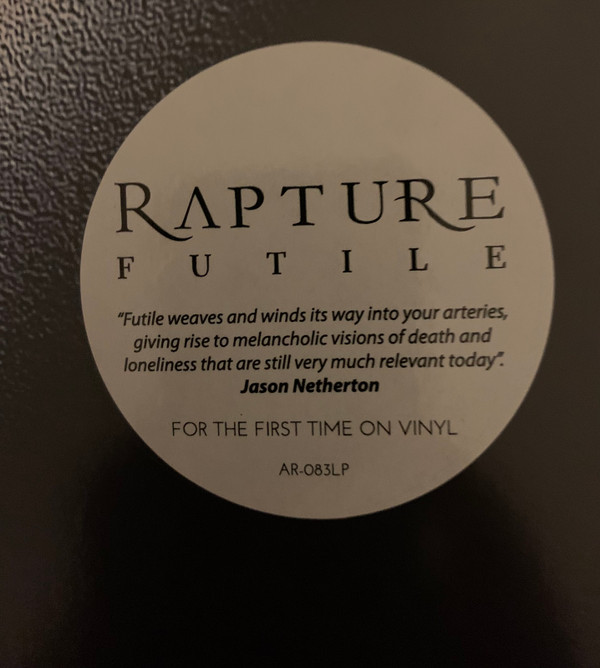 RAPTURE
FUTILE
“Futile weaves and winds its way into your arteries,
giving rise to melancholic visions of death and
loneliness that are still very much relevant today”.
Jason Netherton
FOR THE FIRST TIME ON VINYL
AR-083LP